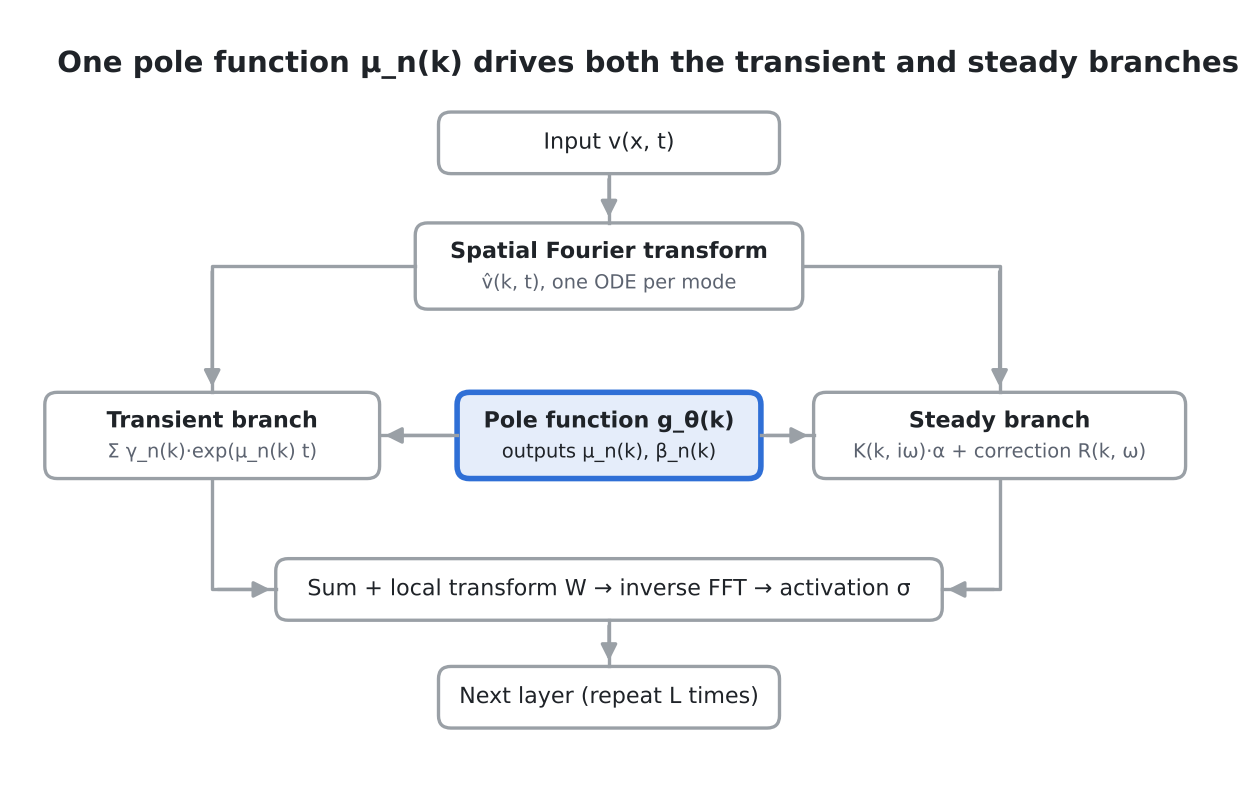 One pole function μ_n(k) drives both the transient and steady branches
Input v(x, t)
Spatial Fourier transform
v̂(k, t), one ODE per mode
Transient branch
Σ γ_n(k)·exp(μ_n(k) t)
Pole function g_θ(k)
outputs μ_n(k), β_n(k)
Steady branch
K(k, iω)·α + correction R(k, ω)
Sum + local transform W → inverse FFT → activation σ
Next layer (repeat L times)